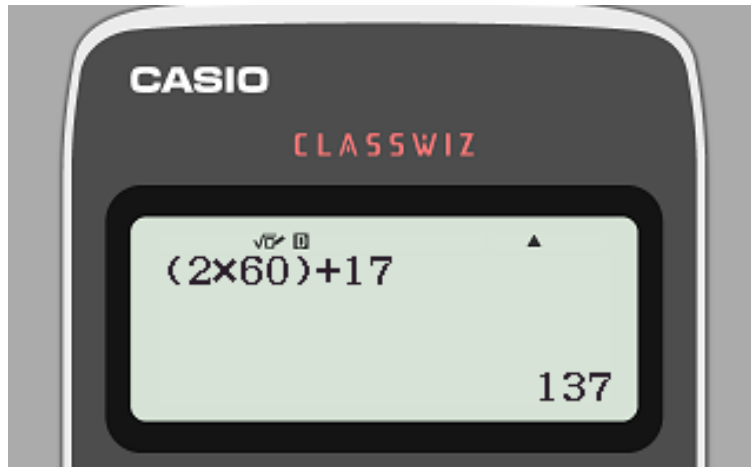 CASIO
CLASSWIZ
√▱⁄ D ▲
(2×60)+17
137